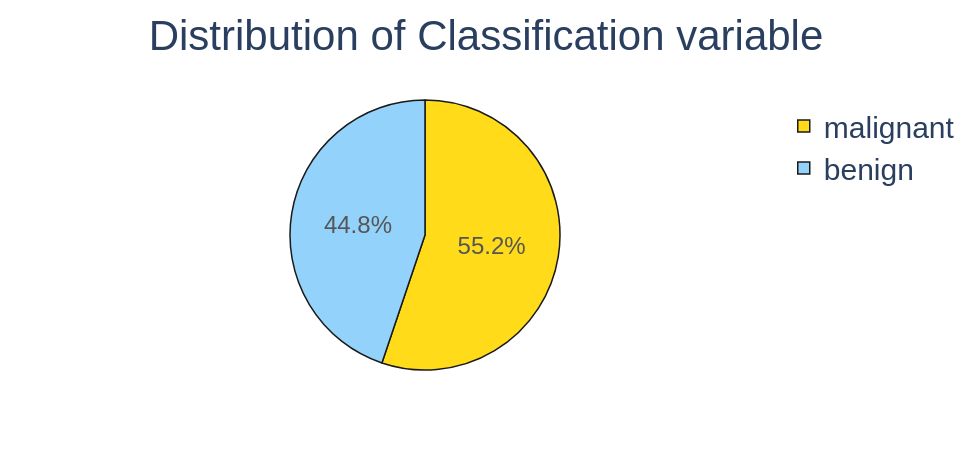 Distribution of Classification variable
malignant
benign
44.8%
55.2%